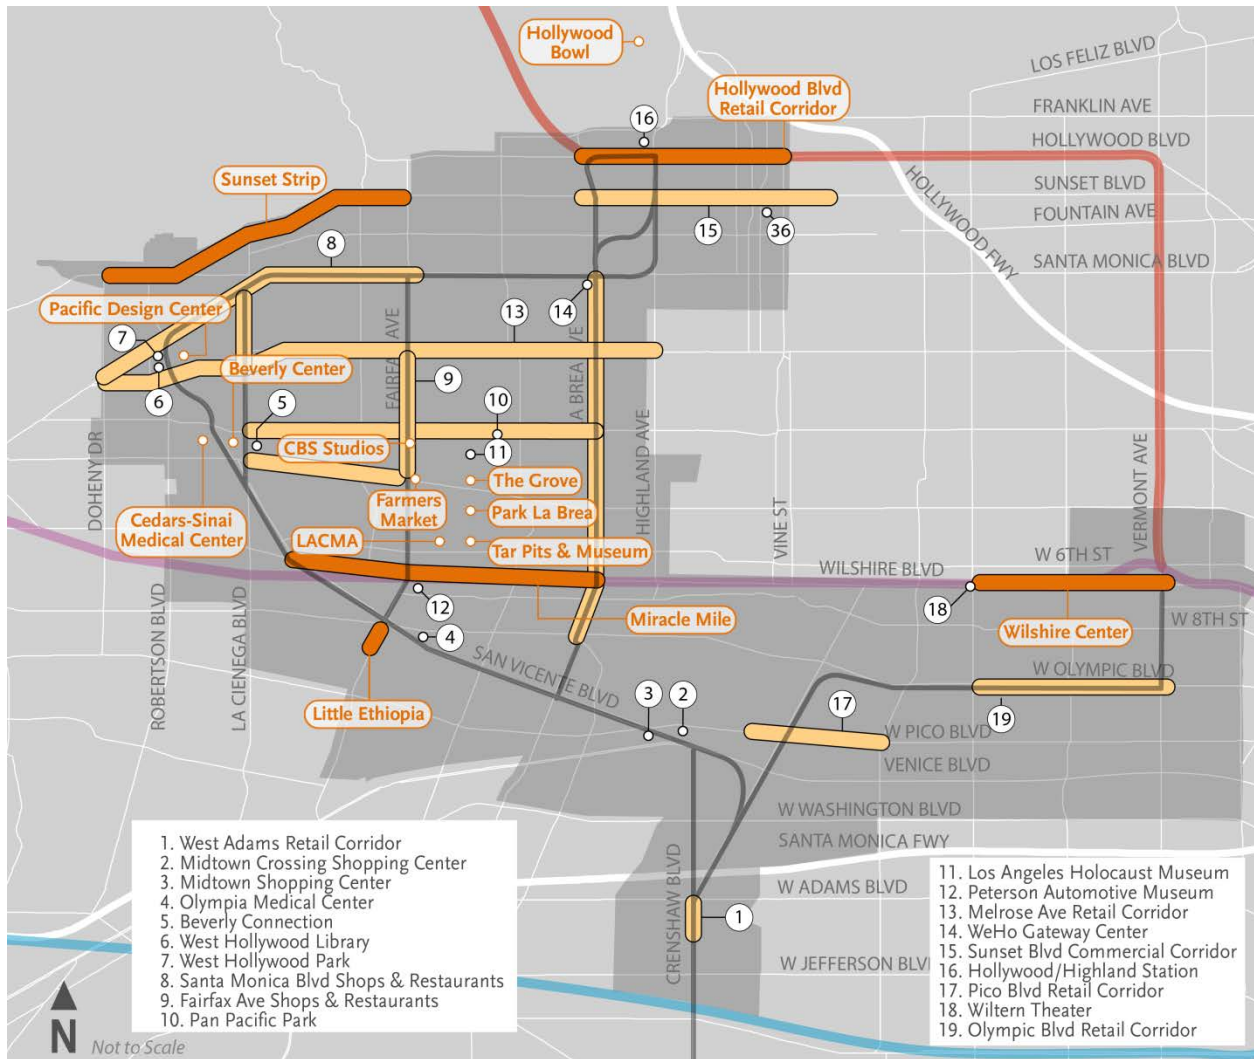 Hollywood
Bowl
LOS FELIZ BLVD
Hollywood Blvd
Retail Corridor
FRANKLIN AVE
16
HOLLYWOOD BLVD
Sunset Strip
SUNSET BLVD
HOLLYWOOD FWY
FOUNTAIN AVE
15
36
8
SANTA MONICA BLVD
Pacific Design Center
14
13
7
FAIRFAX AVE
A BREA AVE
Beverly Center
9
6
5
10
CBS Studios
11
HIGHLAND AVE
DOHENY DR
The Grove
VERMONT AVE
Farmers
Market
Park La Brea
VINE ST
Cedars-Sinai
Medical Center
LACMA
Tar Pits & Museum
W 6TH ST
WILSHIRE BLVD
12
18
ROBERTSON BLVD
LA CIENEGA BLVD
Miracle Mile
W 8TH ST
4
Wilshire Center
SAN VICENTE BLVD
W OLYMPIC BLVD
3
2
Little Ethiopia
17
19
W PICO BLVD
VENICE BLVD
W WASHINGTON BLVD
SANTA MONICA FWY
CRENSHAW BLVD
W ADAMS BLVD
1
W JEFFERSON BLV
1. West Adams Retail Corridor
2. Midtown Crossing Shopping Center
3. Midtown Shopping Center
4. Olympia Medical Center
5. Beverly Connection
6. West Hollywood Library
7. West Hollywood Park
8. Santa Monica Blvd Shops & Restaurants
9. Fairfax Ave Shops & Restaurants
10. Pan Pacific Park
11. Los Angeles Holocaust Museum
12. Peterson Automotive Museum
13. Melrose Ave Retail Corridor
14. WeHo Gateway Center
15. Sunset Blvd Commercial Corridor
16. Hollywood/Highland Station
17. Pico Blvd Retail Corridor
18. Wiltern Theater
19. Olympic Blvd Retail Corridor
N
Not to Scale